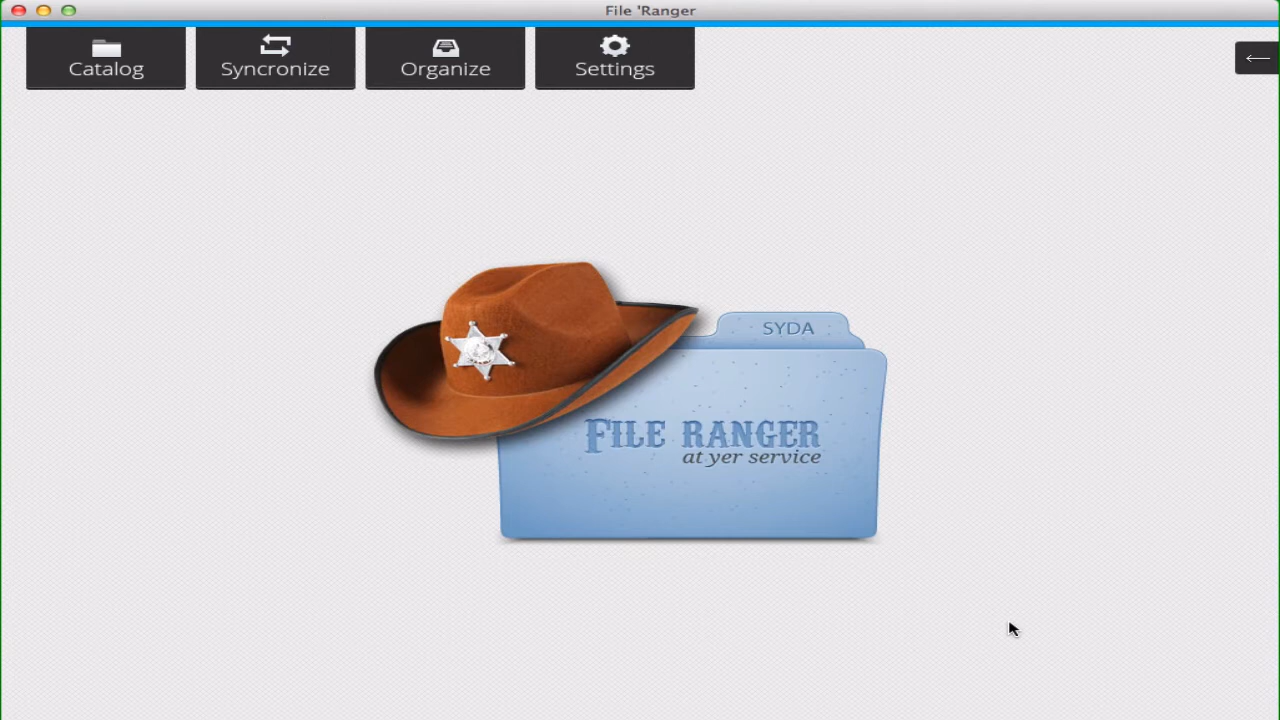 File 'Ranger
Catalog
Syncronize
Organize
Settings
SYDA
FILE RANGER
at yer service